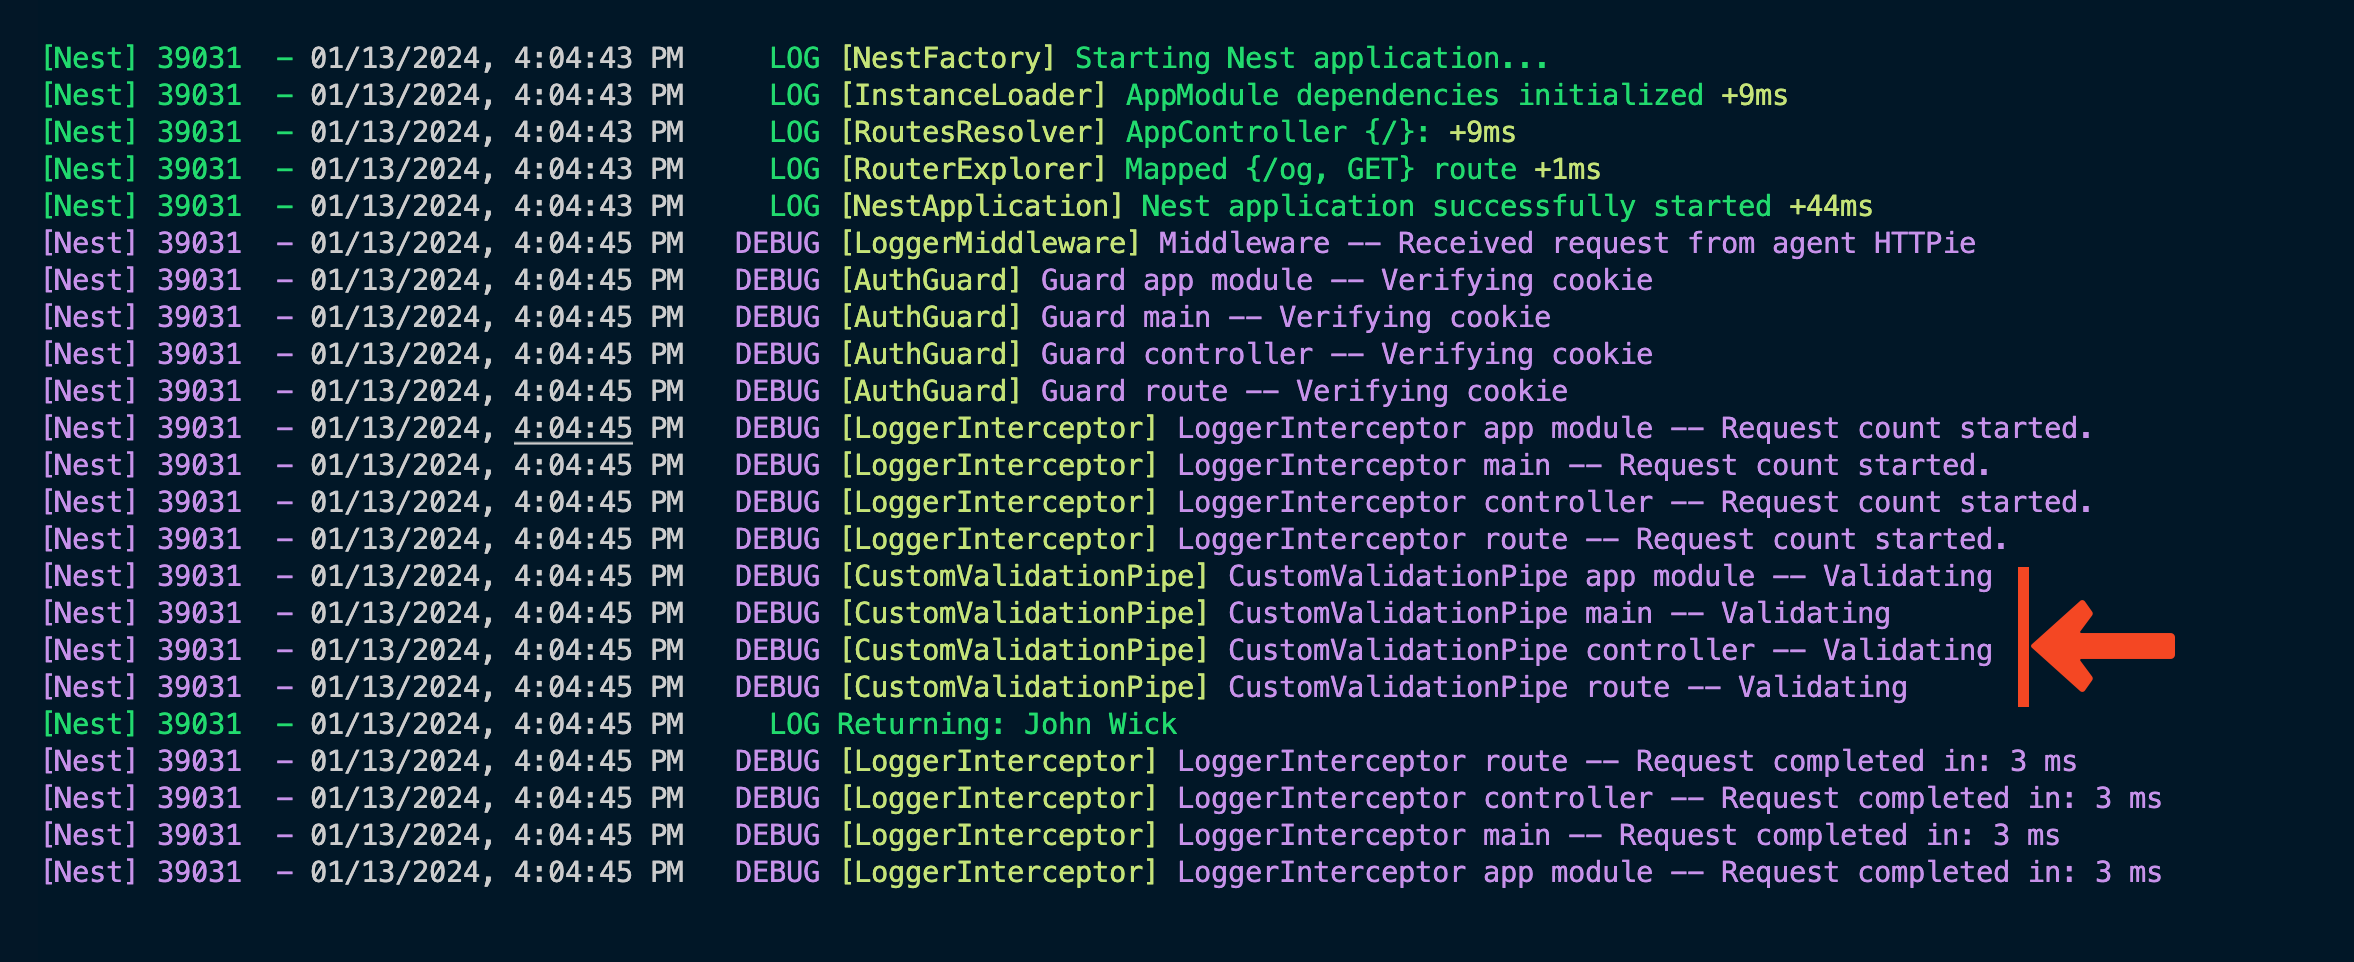 [Nest] 39031  - 01/13/2024, 4:04:43 PM     LOG [NestFactory] Starting Nest application...
[Nest] 39031  - 01/13/2024, 4:04:43 PM     LOG [InstanceLoader] AppModule dependencies initialized +9ms
[Nest] 39031  - 01/13/2024, 4:04:43 PM     LOG [RoutesResolver] AppController {/}: +9ms
[Nest] 39031  - 01/13/2024, 4:04:43 PM     LOG [RouterExplorer] Mapped {/og, GET} route +1ms
[Nest] 39031  - 01/13/2024, 4:04:43 PM     LOG [NestApplication] Nest application successfully started +44ms
[Nest] 39031  - 01/13/2024, 4:04:45 PM   DEBUG [LoggerMiddleware] Middleware -- Received request from agent HTTPie
[Nest] 39031  - 01/13/2024, 4:04:45 PM   DEBUG [AuthGuard] Guard app module -- Verifying cookie
[Nest] 39031  - 01/13/2024, 4:04:45 PM   DEBUG [AuthGuard] Guard main -- Verifying cookie
[Nest] 39031  - 01/13/2024, 4:04:45 PM   DEBUG [AuthGuard] Guard controller -- Verifying cookie
[Nest] 39031  - 01/13/2024, 4:04:45 PM   DEBUG [AuthGuard] Guard route -- Verifying cookie
[Nest] 39031  - 01/13/2024, 4:04:45 PM   DEBUG [LoggerInterceptor] LoggerInterceptor app module -- Request count started.
[Nest] 39031  - 01/13/2024, 4:04:45 PM   DEBUG [LoggerInterceptor] LoggerInterceptor main -- Request count started.
[Nest] 39031  - 01/13/2024, 4:04:45 PM   DEBUG [LoggerInterceptor] LoggerInterceptor controller -- Request count started.
[Nest] 39031  - 01/13/2024, 4:04:45 PM   DEBUG [LoggerInterceptor] LoggerInterceptor route -- Request count started.
[Nest] 39031  - 01/13/2024, 4:04:45 PM   DEBUG [CustomValidationPipe] CustomValidationPipe app module -- Validating
[Nest] 39031  - 01/13/2024, 4:04:45 PM   DEBUG [CustomValidationPipe] CustomValidationPipe main -- Validating
[Nest] 39031  - 01/13/2024, 4:04:45 PM   DEBUG [CustomValidationPipe] CustomValidationPipe controller -- Validating
[Nest] 39031  - 01/13/2024, 4:04:45 PM   DEBUG [CustomValidationPipe] CustomValidationPipe route -- Validating
[Nest] 39031  - 01/13/2024, 4:04:45 PM     LOG Returning: John Wick
[Nest] 39031  - 01/13/2024, 4:04:45 PM   DEBUG [LoggerInterceptor] LoggerInterceptor route -- Request completed in: 3 ms
[Nest] 39031  - 01/13/2024, 4:04:45 PM   DEBUG [LoggerInterceptor] LoggerInterceptor controller -- Request completed in: 3 ms
[Nest] 39031  - 01/13/2024, 4:04:45 PM   DEBUG [LoggerInterceptor] LoggerInterceptor main -- Request completed in: 3 ms
[Nest] 39031  - 01/13/2024, 4:04:45 PM   DEBUG [LoggerInterceptor] LoggerInterceptor app module -- Request completed in: 3 ms